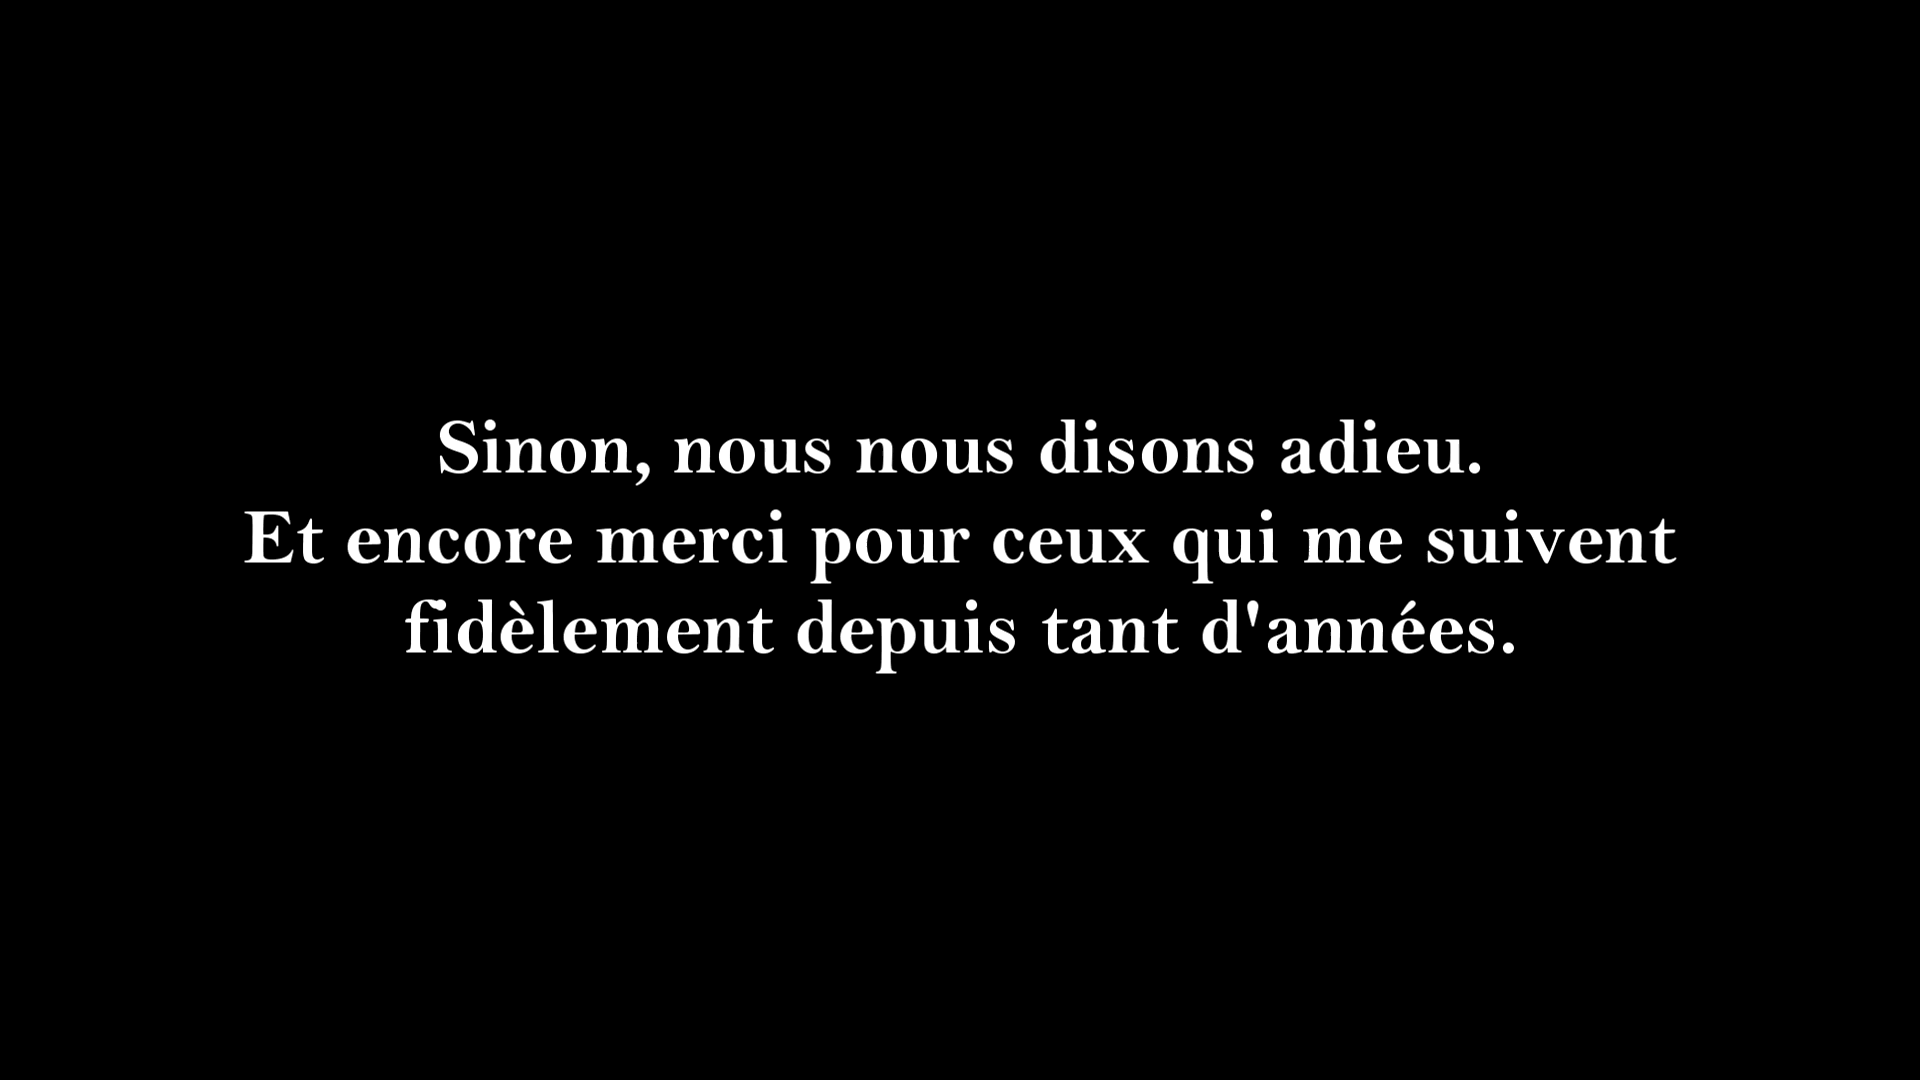 Sinon, nous nous disons adieu.
Et encore merci pour ceux qui me suivent
fidèlement depuis tant d'années.